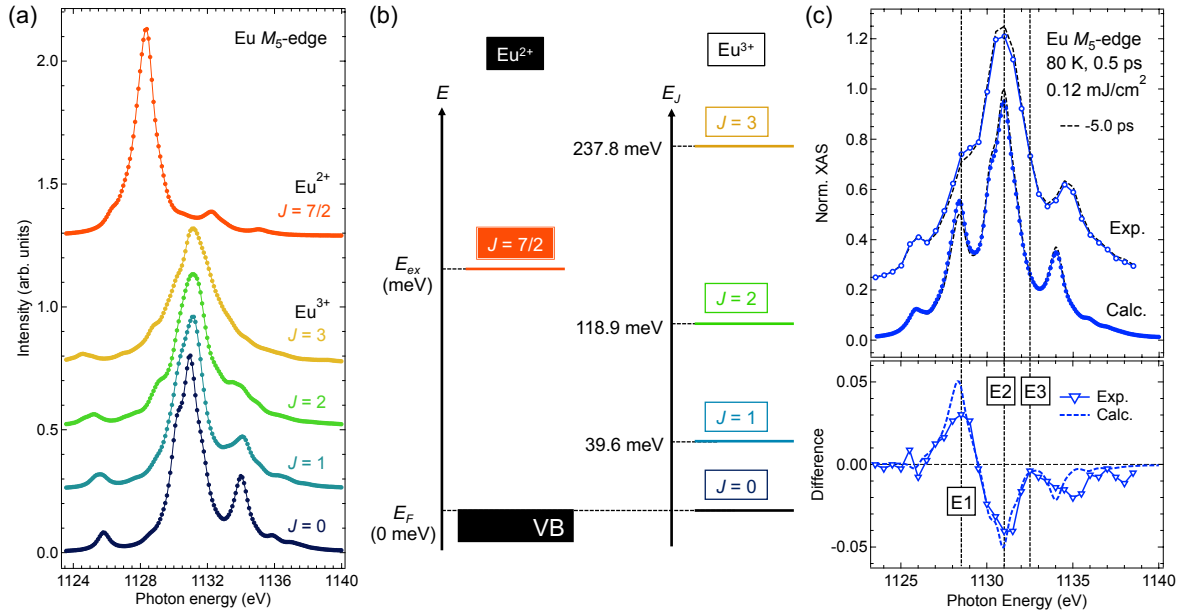 (a)
Eu M₅-edge
2.0
1.5
1.0
0.5
0.0
Intensity (arb. units)
Eu²⁺
J = 7/2
Eu³⁺
J = 3
J = 2
J = 1
J = 0
1124
1128
1132
1136
1140
Photon energy (eV)
(b)
Eu²⁺
Eu³⁺
E
E_J
J = 3
237.8 meV
J = 7/2
E_ex
(meV)
J = 2
118.9 meV
J = 1
39.6 meV
J = 0
E_F
(0 meV)
VB
(c)
Eu M₅-edge
80 K, 0.5 ps
0.12 mJ/cm²
-5.0 ps
1.2
1.0
0.8
0.6
0.4
0.2
0.0
Norm. XAS
Exp.
Calc.
0.05
0.00
-0.05
Difference
E1
E2
E3
Exp.
Calc.
1125
1130
1135
1140
Photon Energy (eV)